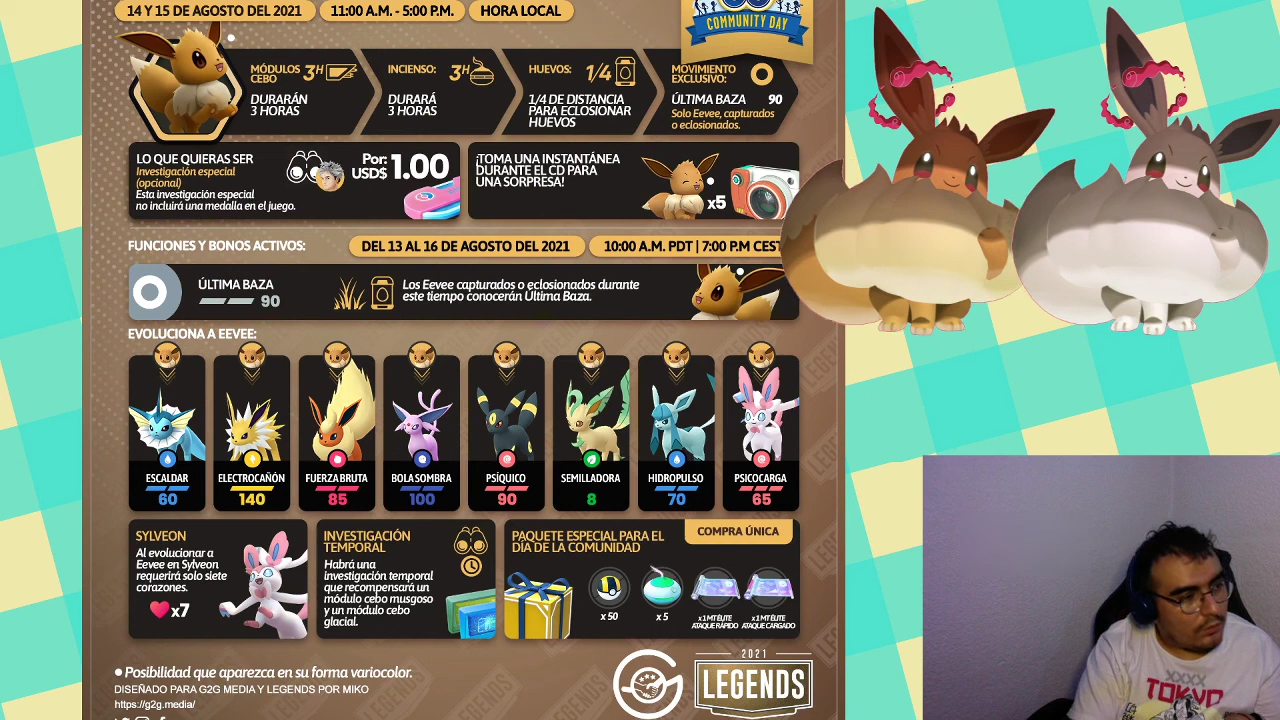 14 Y 15 DE AGOSTO DEL 2021
11:00 A.M. - 5:00 P.M.
HORA LOCAL
COMMUNITY DAY
MÓDULOS
CEBO
3H
DURARÁN
3 HORAS
INCIENSO:
3H
DURARÁ
3 HORAS
HUEVOS:
1/4
1/4 DE DISTANCIA
PARA ECLOSIONAR
HUEVOS
MOVIMIENTO
EXCLUSIVO:
ÚLTIMA BAZA 90
Solo Eevee, capturados
o eclosionados.
LO QUE QUIERAS SER
Investigación especial
(opcional)
Esta investigación especial
no incluirá una medalla en el juego.
Por:
USD$ 1.00
¡TOMA UNA INSTANTÁNEA
DURANTE EL CD PARA
UNA SORPRESA!
x5
FUNCIONES Y BONOS ACTIVOS:
DEL 13 AL 16 DE AGOSTO DEL 2021
10:00 A.M. PDT | 7:00 P.M CEST
ÚLTIMA BAZA
90
Los Eevee capturados o eclosionados durante
este tiempo conocerán Última Baza.
EVOLUCIONA A EEVEE:
ESCALDAR
60
ELECTROCAÑÓN
140
FUERZA BRUTA
85
BOLA SOMBRA
100
PSÍQUICO
90
SEMILLADORA
8
HIDROPULSO
70
PSICOCARGA
65
SYLVEON
Al evolucionar a
Eevee en Sylveon
requerirá solo siete
corazones.
x7
INVESTIGACIÓN
TEMPORAL
Habrá una
investigación temporal
que recompensará un
módulo cebo musgoso
y un módulo cebo
glacial.
PAQUETE ESPECIAL PARA EL
DÍA DE LA COMUNIDAD
COMPRA ÚNICA
x 50
x 5
x 1 MT ÉLITE
ATAQUE RÁPIDO
x 1 MT ÉLITE
ATAQUE CARGADO
Posibilidad que aparezca en su forma variocolor.
DISEÑADO PARA G2G MEDIA Y LEGENDS POR MIKO
https://g2g.media/
2021
LEGENDS
XXXX
TOKYO